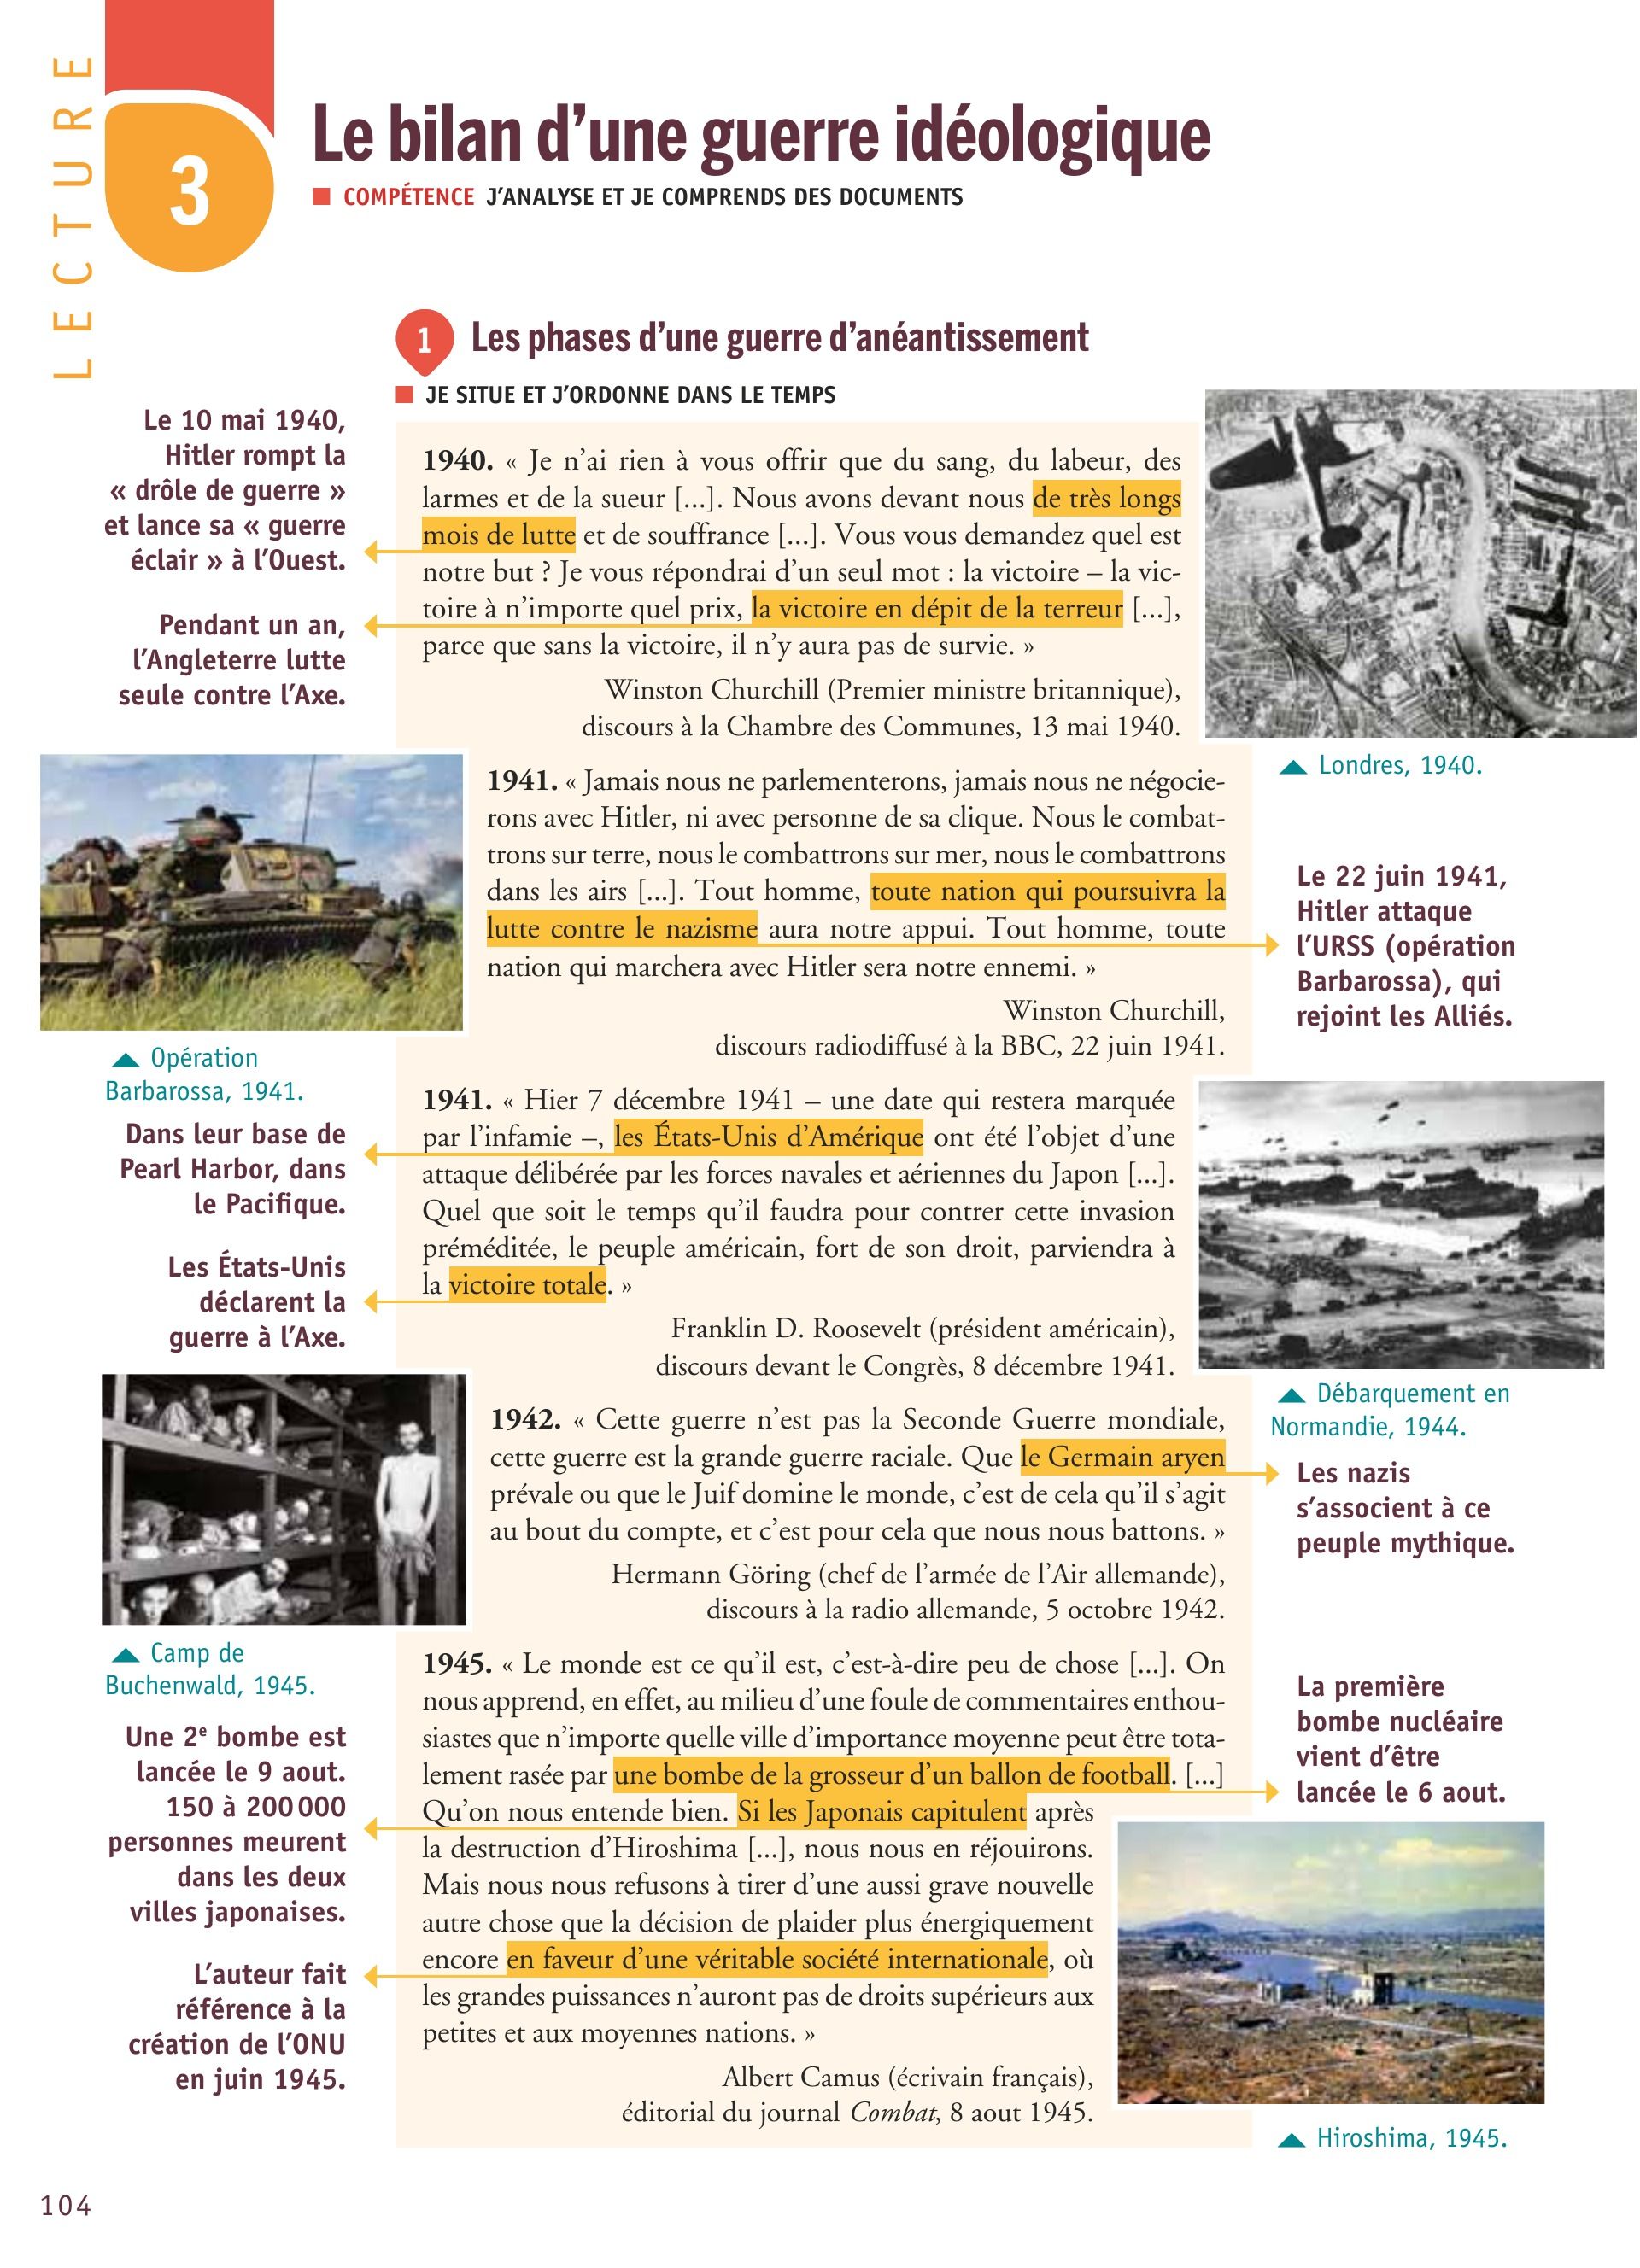 LECTURE
3
Le bilan d’une guerre idéologique
COMPÉTENCE J’ANALYSE ET JE COMPRENDS DES DOCUMENTS
1 Les phases d’une guerre d’anéantissement
JE SITUE ET J’ORDONNE DANS LE TEMPS
Le 10 mai 1940,
Hitler rompt la
« drôle de guerre »
et lance sa « guerre
éclair » à l’Ouest.
Pendant un an,
l’Angleterre lutte
seule contre l’Axe.
1940. « Je n’ai rien à vous offrir que du sang, du labeur, des
larmes et de la sueur [...]. Nous avons devant nous de très longs
mois de lutte et de souffrance [...]. Vous vous demandez quel est
notre but ? Je vous répondrai d’un seul mot : la victoire – la vic-
toire à n’importe quel prix, la victoire en dépit de la terreur [...],
parce que sans la victoire, il n’y aura pas de survie. »
Winston Churchill (Premier ministre britannique),
discours à la Chambre des Communes, 13 mai 1940.
Londres, 1940.
1941. « Jamais nous ne parlementerons, jamais nous ne négocie-
rons avec Hitler, ni avec personne de sa clique. Nous le combat-
trons sur terre, nous le combattrons sur mer, nous le combattrons
dans les airs [...]. Tout homme, toute nation qui poursuivra la
lutte contre le nazisme aura notre appui. Tout homme, toute
nation qui marchera avec Hitler sera notre ennemi. »
Winston Churchill,
discours radiodiffusé à la BBC, 22 juin 1941.
Le 22 juin 1941,
Hitler attaque
l’URSS (opération
Barbarossa), qui
rejoint les Alliés.
Opération
Barbarossa, 1941.
Dans leur base de
Pearl Harbor, dans
le Pacifique.
Les États-Unis
déclarent la
guerre à l’Axe.
1941. « Hier 7 décembre 1941 – une date qui restera marquée
par l’infamie –, les États-Unis d’Amérique ont été l’objet d’une
attaque délibérée par les forces navales et aériennes du Japon [...].
Quel que soit le temps qu’il faudra pour contrer cette invasion
préméditée, le peuple américain, fort de son droit, parviendra à
la victoire totale. »
Franklin D. Roosevelt (président américain),
discours devant le Congrès, 8 décembre 1941.
Débarquement en
Normandie, 1944.
1942. « Cette guerre n’est pas la Seconde Guerre mondiale,
cette guerre est la grande guerre raciale. Que le Germain aryen
prévale ou que le Juif domine le monde, c’est de cela qu’il s’agit
au bout du compte, et c’est pour cela que nous nous battons. »
Hermann Göring (chef de l’armée de l’Air allemande),
discours à la radio allemande, 5 octobre 1942.
Les nazis
s’associent à ce
peuple mythique.
Camp de
Buchenwald, 1945.
Une 2e bombe est
lancée le 9 aout.
150 à 200 000
personnes meurent
dans les deux
villes japonaises.
L’auteur fait
référence à la
création de l’ONU
en juin 1945.
1945. « Le monde est ce qu’il est, c’est-à-dire peu de chose [...]. On
nous apprend, en effet, au milieu d’une foule de commentaires enthou-
siastes que n’importe quelle ville d’importance moyenne peut être tota-
lement rasée par une bombe de la grosseur d’un ballon de football. [...]
Qu’on nous entende bien. Si les Japonais capitulent après
la destruction d’Hiroshima [...], nous nous en réjouirons.
Mais nous nous refusons à tirer d’une aussi grave nouvelle
autre chose que la décision de plaider plus énergiquement
encore en faveur d’une véritable société internationale, où
les grandes puissances n’auront pas de droits supérieurs aux
petites et aux moyennes nations. »
Albert Camus (écrivain français),
éditorial du journal Combat, 8 aout 1945.
La première
bombe nucléaire
vient d’être
lancée le 6 aout.
Hiroshima, 1945.
104